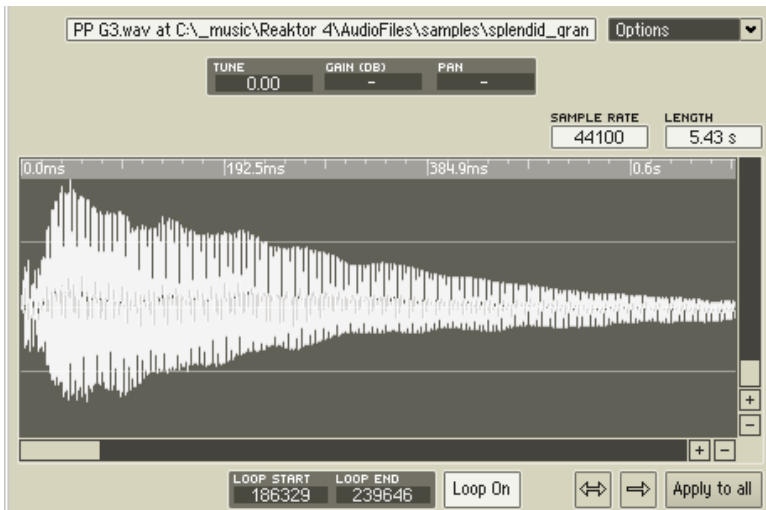 PP G3.wav at C:\_music\Reaktor 4\AudioFiles\samples\splendid_gran Options
TUNE GAIN (DB) PAN
0.00 - -
SAMPLE RATE LENGTH
44100 5.43 s
0.0ms 192.5ms 384.9ms 0.6s
+
-
+ -
LOOP START LOOP END
186329 239646 Loop On Apply to all